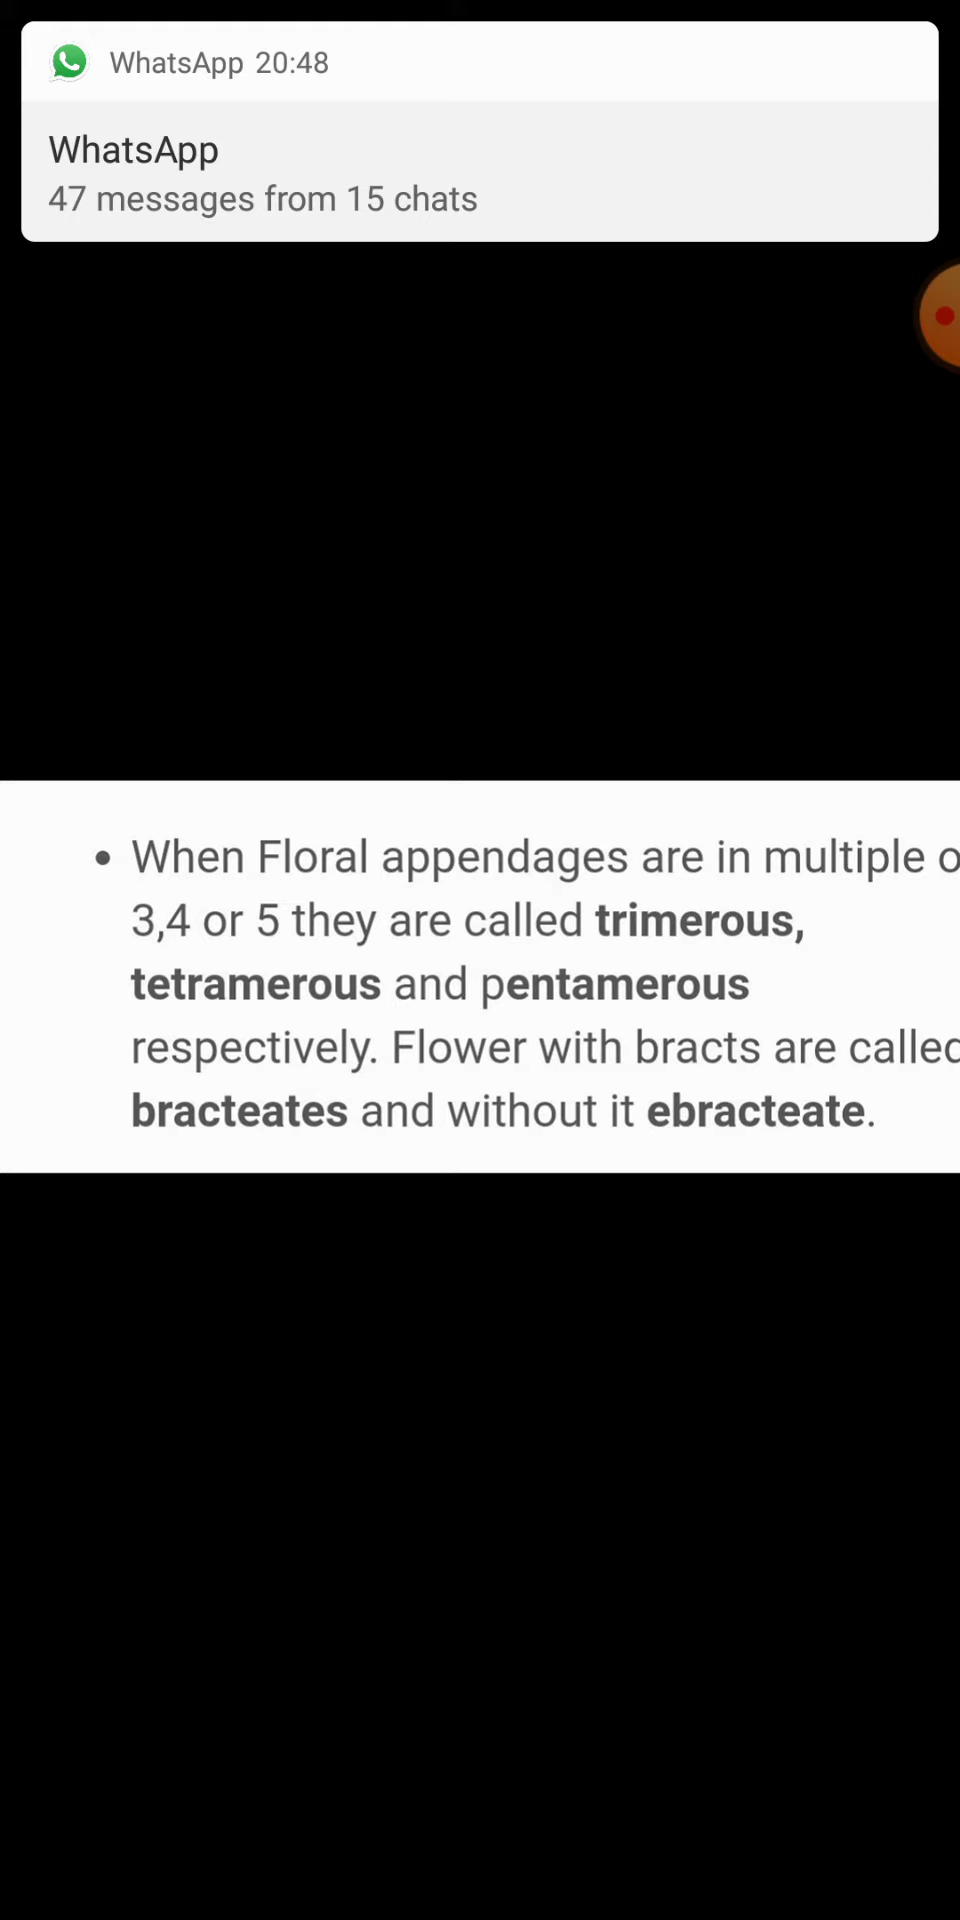 WhatsApp 20:48
WhatsApp
47 messages from 15 chats
• When Floral appendages are in multiple o
3,4 or 5 they are called trimerous,
tetramerous and pentamerous
respectively. Flower with bracts are called
bracteates and without it ebracteate.